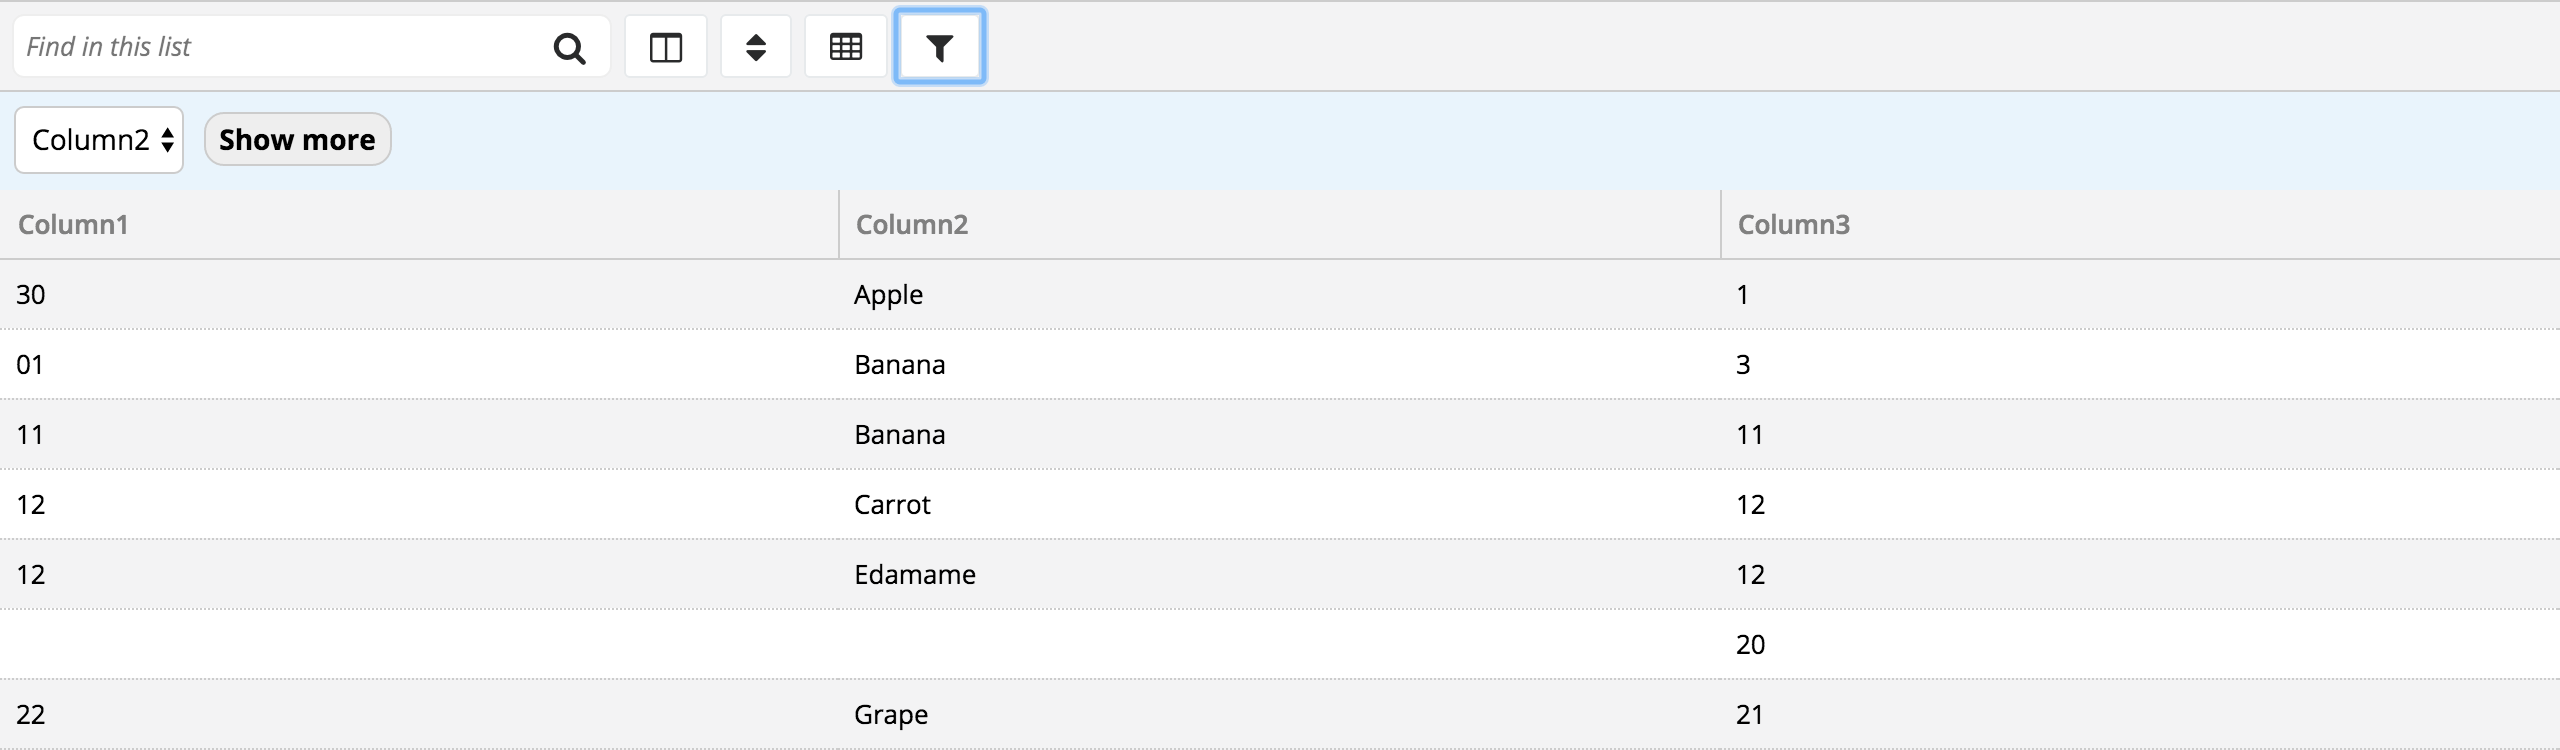 Find in this list
Column2 Show more
Column1 Column2 Column3
30 Apple 1
01 Banana 3
11 Banana 11
12 Carrot 12
12 Edamame 12
20
22 Grape 21